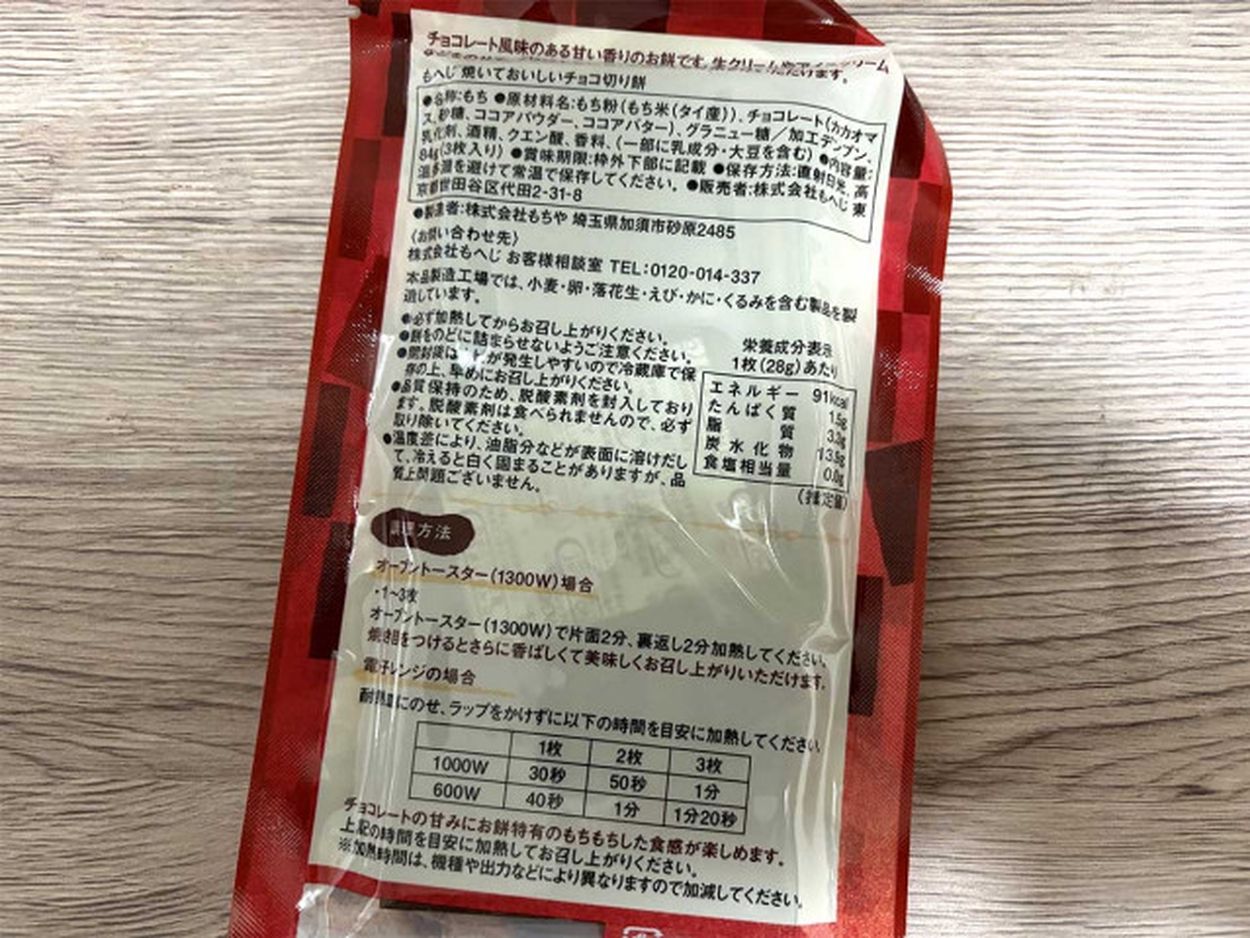 チョコレート風味のある甘い香りのお餅です。生クリームや
いただけます。
もへじ 焼いておいしいチョコ切り餅
●名称:もち ●原材料名:もち粉(もち米(タイ産))、チョコレート(カカオマ
ス、砂糖、ココアパウダー、ココアバター)、グラニュー糖／加工デンプン、
乳化剤、酒精、クエン酸、香料、(一部に乳成分・大豆を含む) ●内容量:
84g(3枚入り) ●賞味期限:枠外下部に記載 ●保存方法:直射日光、高
温多湿を避けて常温で保存してください。 ●販売者:株式会社もへじ 東
京都世田谷区代田2-31-8
●製造者:株式会社もちや 埼玉県加須市砂原2485
〈お問い合わせ先〉
株式会社もへじ お客様相談室 TEL:0120-014-337
本品製造工場では、小麦・卵・落花生・えび・かに・くるみを含む製品を製
造しています。
●必ず加熱してからお召し上がりください。
●餅をのどに詰まらせないようご注意ください。
●開封後はカビが発生しやすいので冷蔵庫で保
存の上、早めにお召し上がりください。
●品質保持のため、脱酸素剤を封入しており
ます。脱酸素剤は食べられませんので、必ず
取り除いてください。
●温度差により、油脂分などが表面に溶けだし
て、冷えると白く固まることがありますが、品
質上問題ございません。
栄養成分表示
1枚(28g)あたり
エネルギー 91kcal
たんぱく質 1.5g
脂質 3.3g
炭水化物 13.9g
食塩相当量 0.0g
(推定値)
調理方法
オーブントースター(1300W)場合
・1~3枚
オーブントースター(1300W)で片面2分、裏返し2分加熱してください。
焼き目をつけるとさらに香ばしくて美味しくお召し上がりいただけます。
電子レンジの場合
耐熱皿にのせ、ラップをかけずに以下の時間を目安に加熱してください。
1枚 2枚 3枚
1000W 30秒 50秒 1分
600W 40秒 1分 1分20秒
チョコレートの甘みにお餅特有のもちもちした食感が楽しめます。
上記の時間を目安に加熱してお召し上がりください。
※加熱時間は、機種や出力などにより異なりますので加減してください。